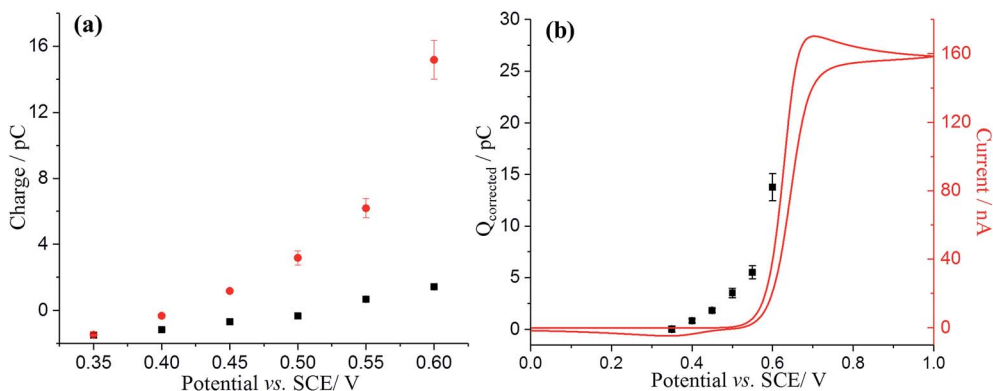 (a)
16
12
8
4
0
Charge / pC
0.35 0.40 0.45 0.50 0.55 0.60
Potential vs. SCE/ V
(b)
30
25
20
15
10
5
0
Qcorrected / pC
0.0 0.2 0.4 0.6 0.8 1.0
Potential vs. SCE/ V
160
120
80
40
0
Current / nA